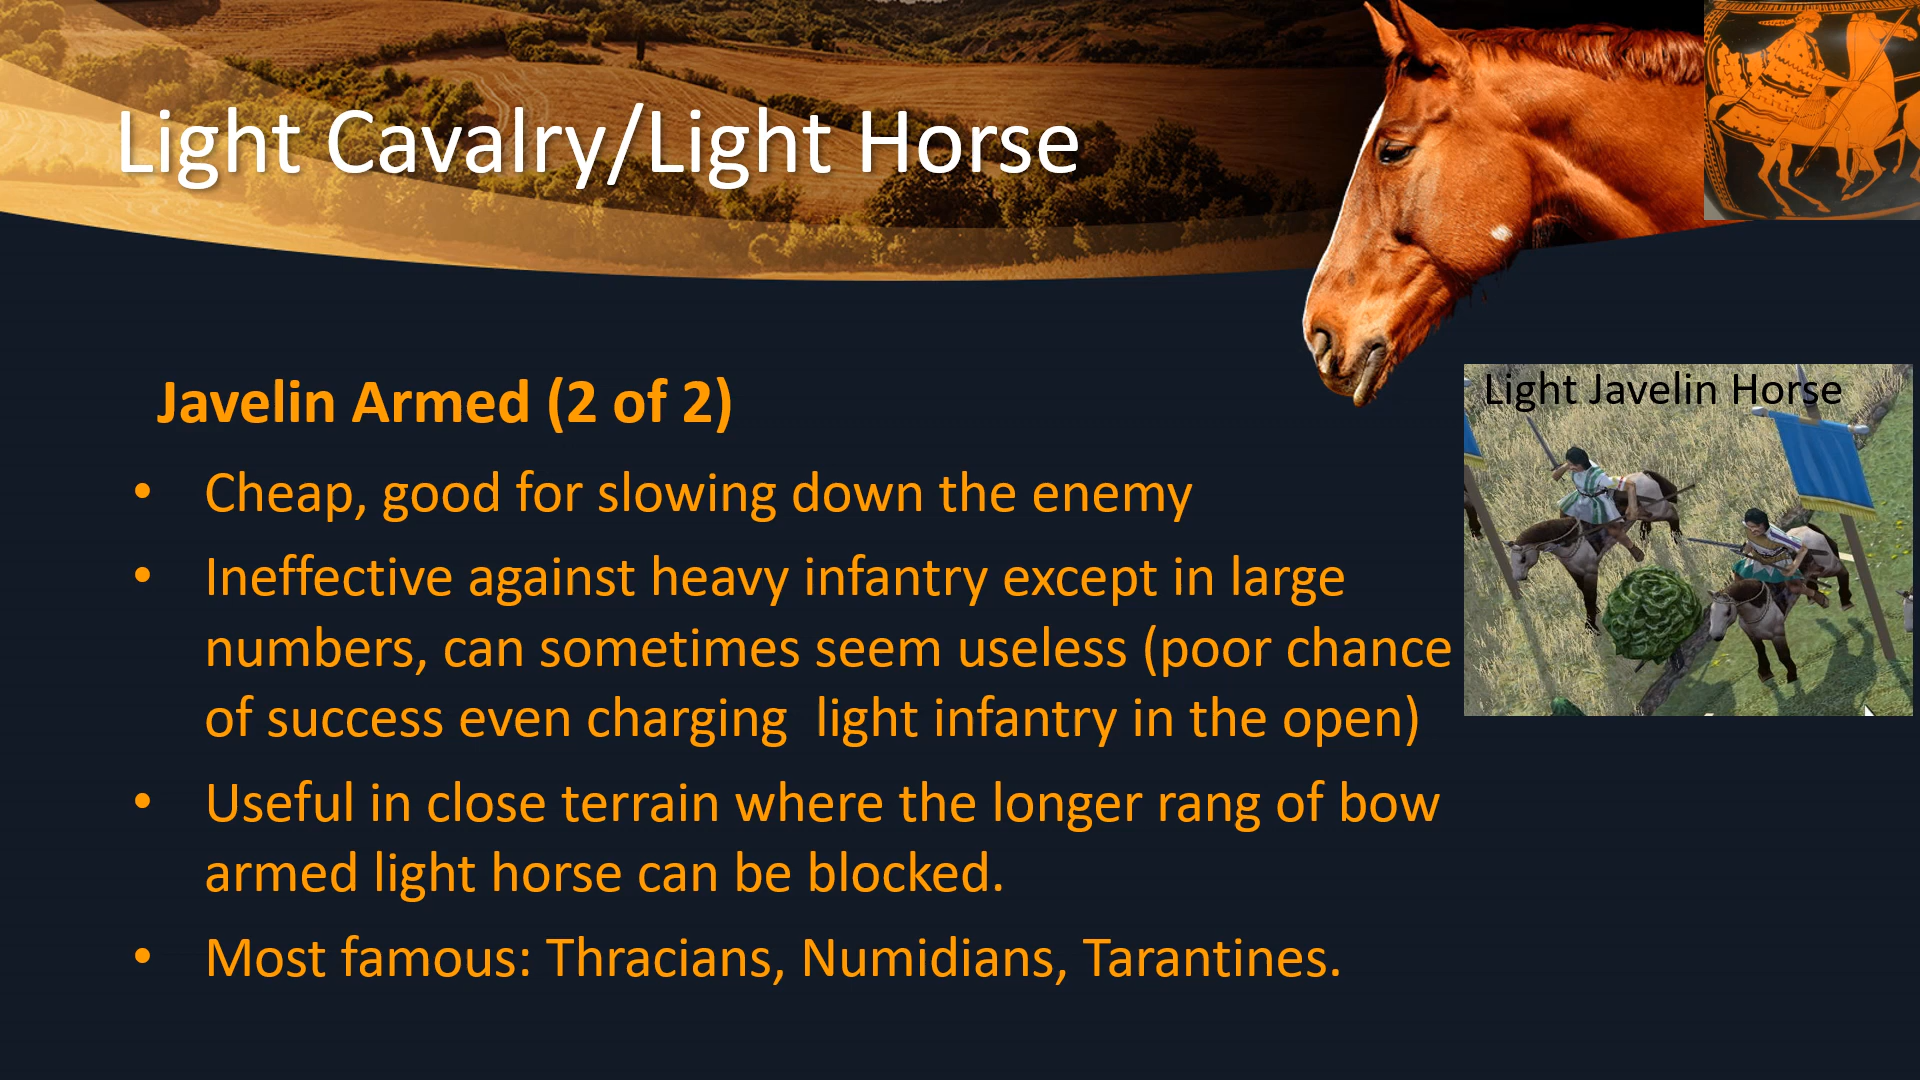 Light Cavalry/Light Horse
Light Javelin Horse
Javelin Armed (2 of 2)
• Cheap, good for slowing down the enemy
• Ineffective against heavy infantry except in large
numbers, can sometimes seem useless (poor chance
of success even charging  light infantry in the open)
• Useful in close terrain where the longer rang of bow
armed light horse can be blocked.
• Most famous: Thracians, Numidians, Tarantines.